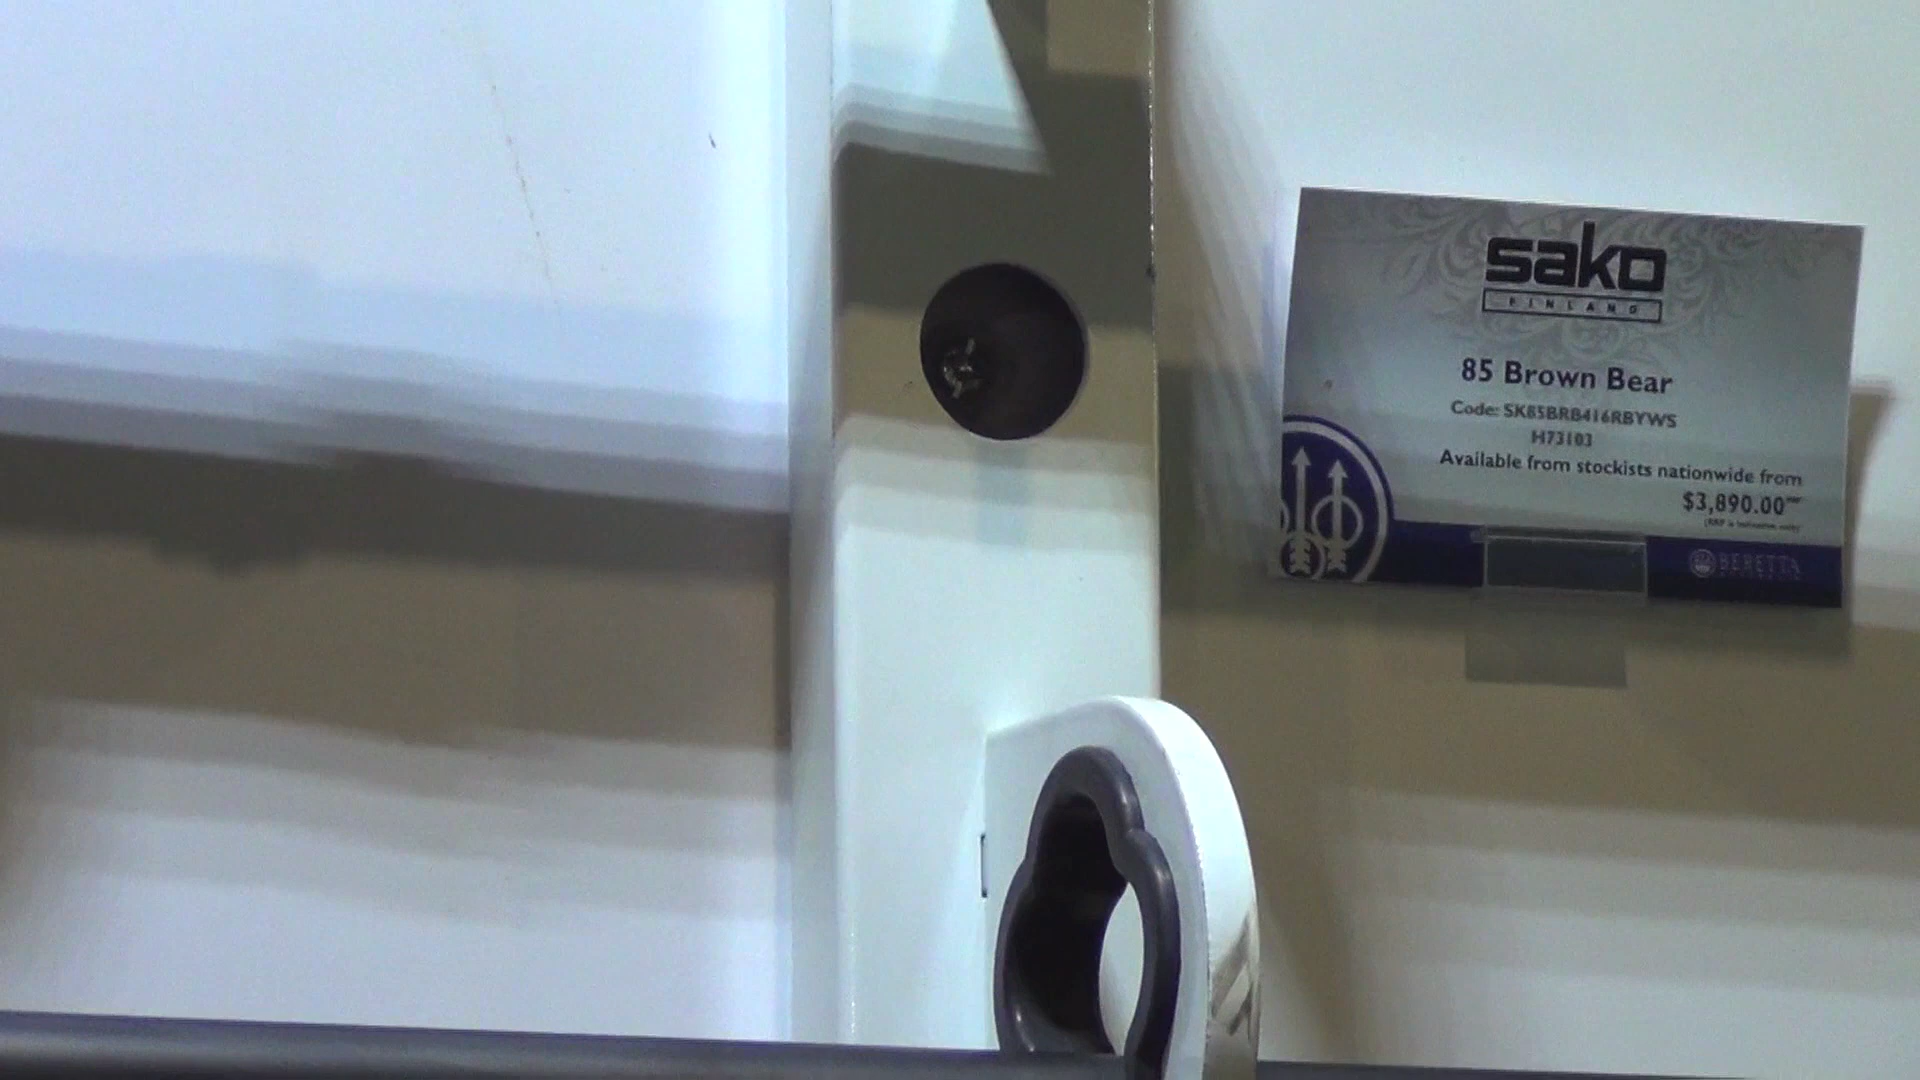 sako
FINLAND
85 Brown Bear
Code: SK85BRB416RBYWS
H73103
Available from stockists nationwide from
$3,890.00
BERETTA